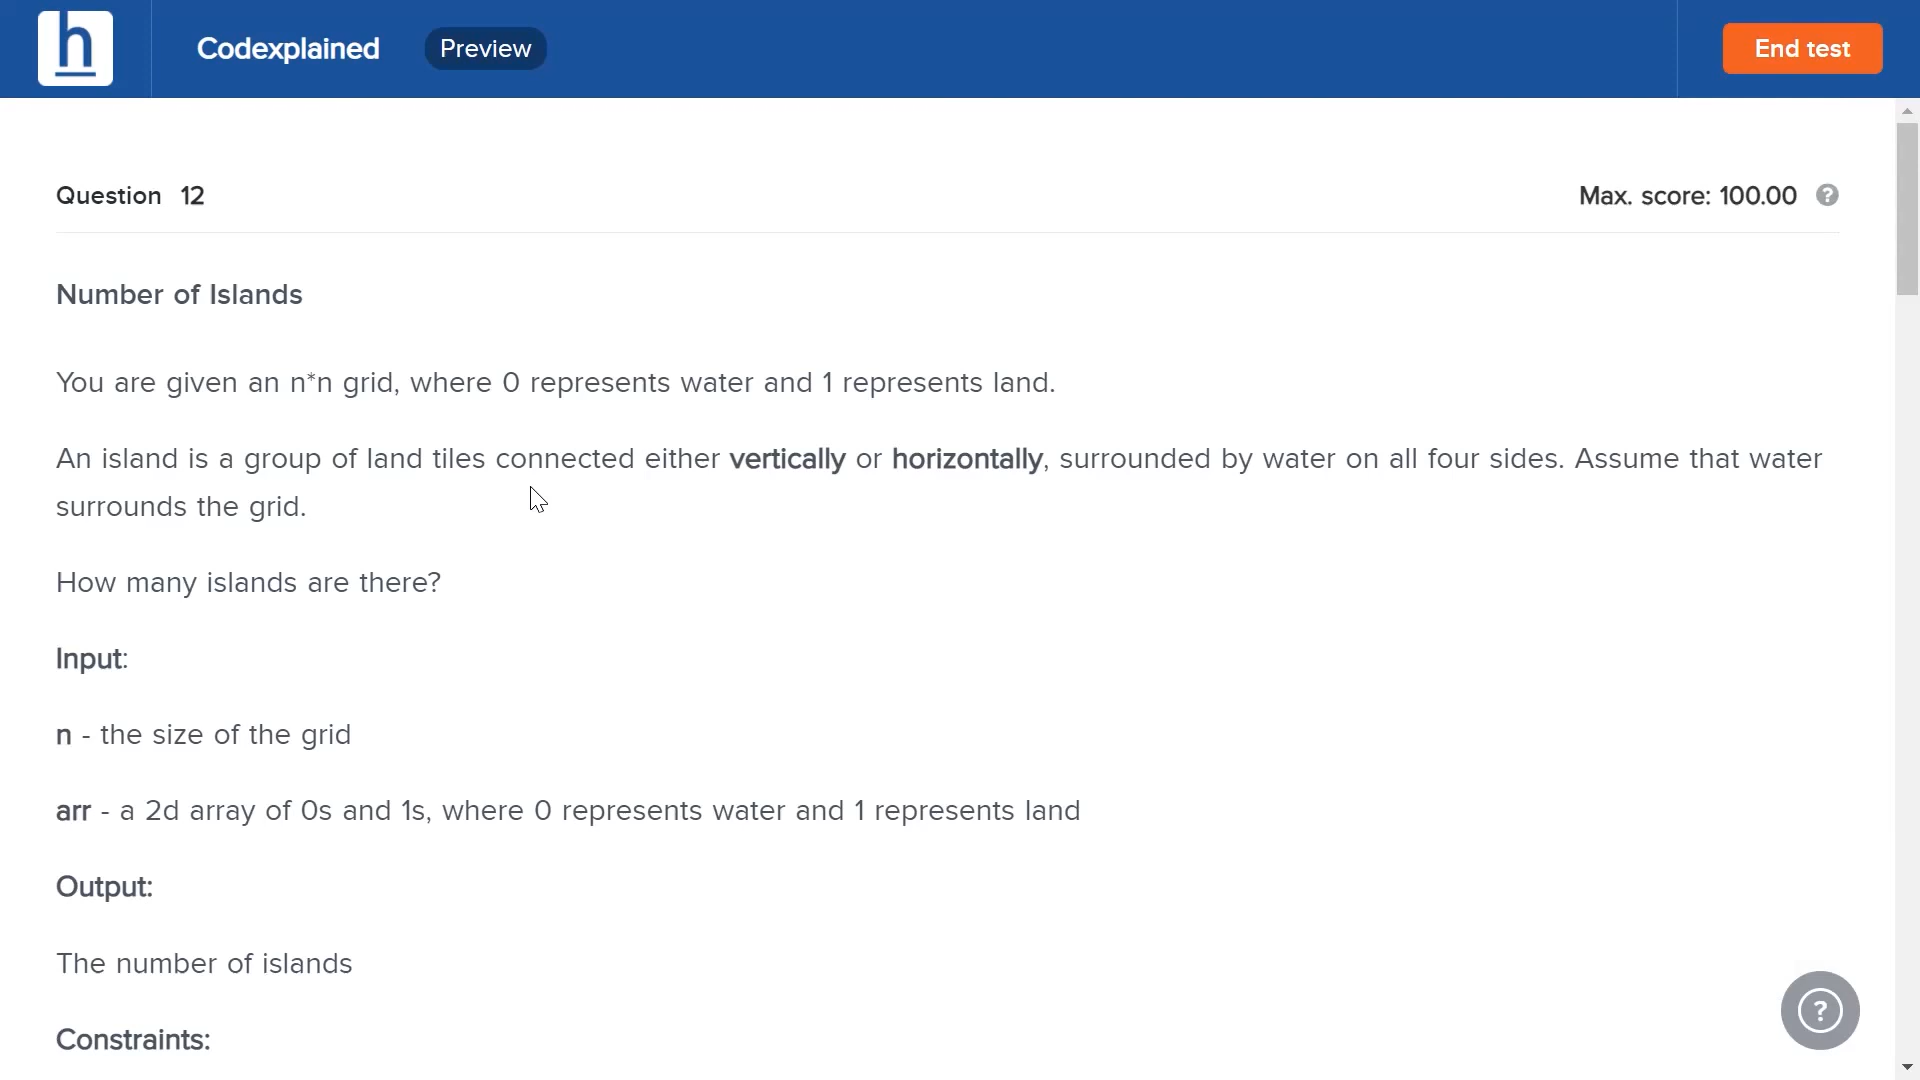 h
Codexplained
Preview
End test
Question 12
Max. score: 100.00 ?
Number of Islands
You are given an n*n grid, where 0 represents water and 1 represents land.
An island is a group of land tiles connected either vertically or horizontally, surrounded by water on all four sides. Assume that water
surrounds the grid.
How many islands are there?
Input:
n - the size of the grid
arr - a 2d array of 0s and 1s, where 0 represents water and 1 represents land
Output:
The number of islands
Constraints:
?